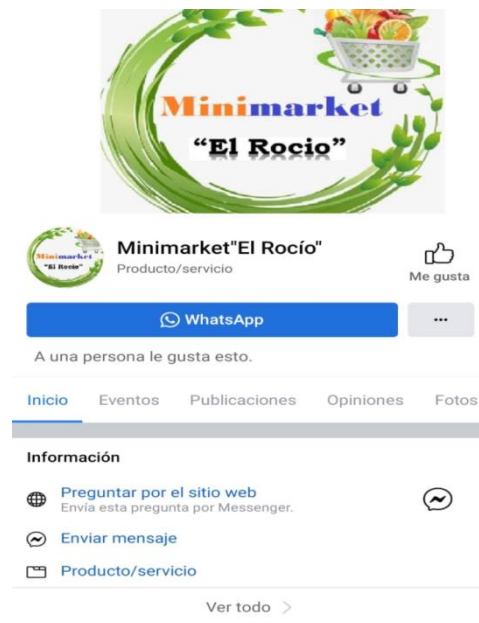 Minimarket
“El Rocio”
Minimarket
"El Rocio"
Minimarket"El Rocío"
Producto/servicio
Me gusta
WhatsApp
...
A una persona le gusta esto.
Inicio Eventos Publicaciones Opiniones Fotos
Información
Preguntar por el sitio web
Envía esta pregunta por Messenger.
Enviar mensaje
Producto/servicio
Ver todo >